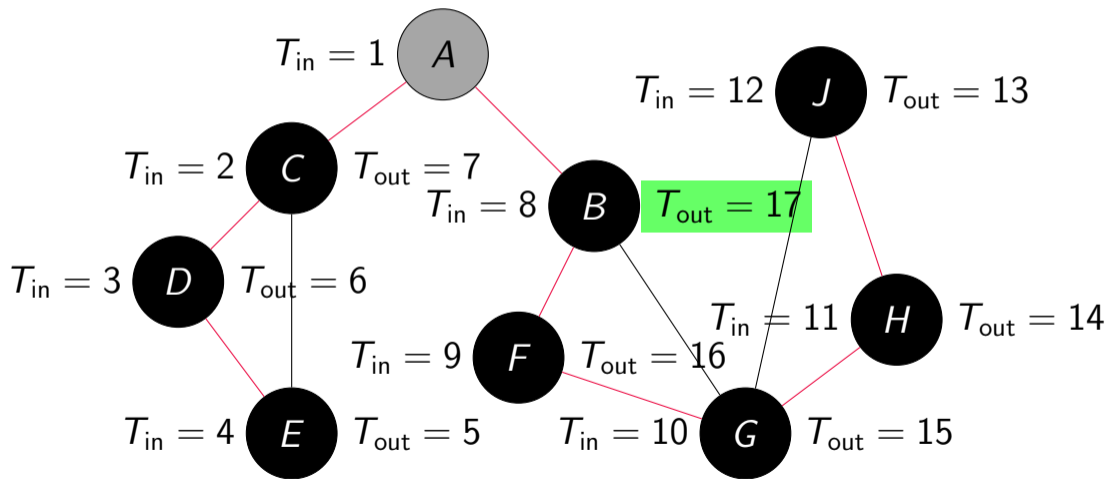 T_in = 1 A
T_in = 12 J T_out = 13
T_in = 2 C T_out = 7
T_in = 8 B T_out = 17
T_in = 3 D T_out = 6
T_in = 11 H T_out = 14
T_in = 9 F T_out = 16
T_in = 4 E T_out = 5
T_in = 10 G T_out = 15